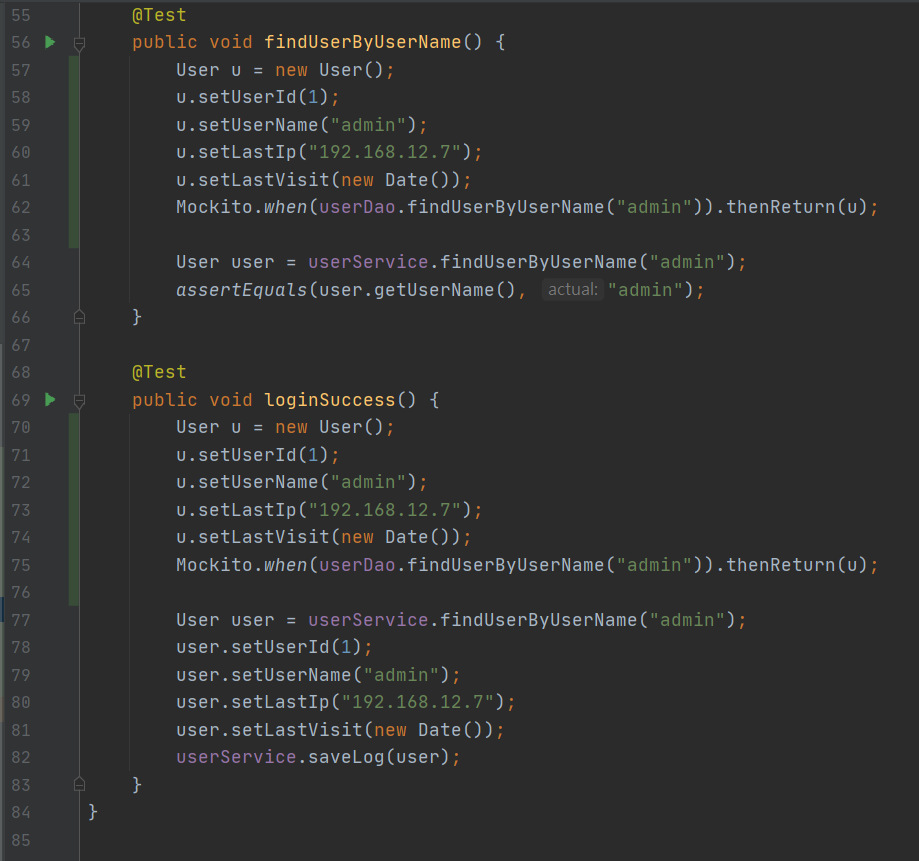 55 @Test
56 public void findUserByUserName() {
57 User u = new User();
58 u.setUserId(1);
59 u.setUserName("admin");
60 u.setLastIp("192.168.12.7");
61 u.setLastVisit(new Date());
62 Mockito.when(userDao.findUserByUserName("admin")).thenReturn(u);
63
64 User user = userService.findUserByUserName("admin");
65 assertEquals(user.getUserName(), actual: "admin");
66 }
67
68 @Test
69 public void loginSuccess() {
70 User u = new User();
71 u.setUserId(1);
72 u.setUserName("admin");
73 u.setLastIp("192.168.12.7");
74 u.setLastVisit(new Date());
75 Mockito.when(userDao.findUserByUserName("admin")).thenReturn(u);
76
77 User user = userService.findUserByUserName("admin");
78 user.setUserId(1);
79 user.setUserName("admin");
80 user.setLastIp("192.168.12.7");
81 user.setLastVisit(new Date());
82 userService.saveLog(user);
83 }
84 }
85